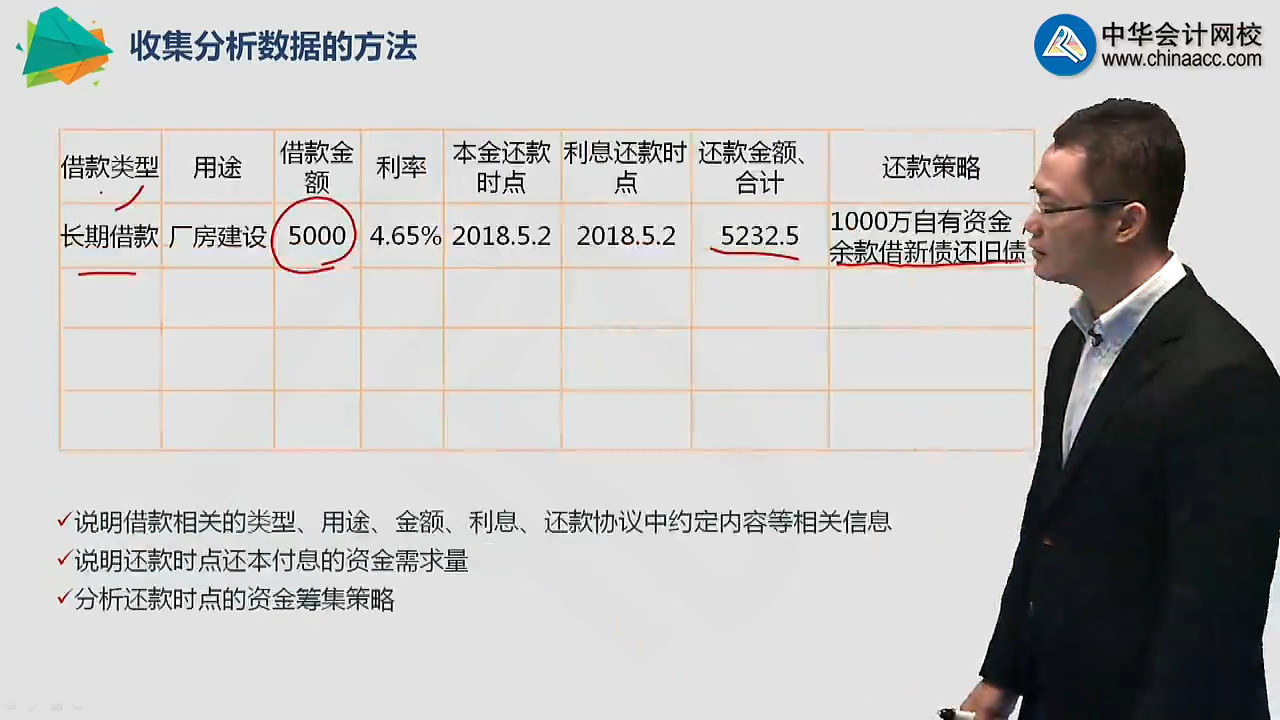 收集分析数据的方法
中华会计网校
www.chinaacc.com
借款类型 用途 借款金额 利率 本金还款时点 利息还款时点 还款金额、合计 还款策略
长期借款 厂房建设 5000 4.65% 2018.5.2 2018.5.2 5232.5 1000万自有资金
余款借新债还旧债
✓说明借款相关的类型、用途、金额、利息、还款协议中约定内容等相关信息
✓说明还款时点还本付息的资金需求量
✓分析还款时点的资金筹集策略